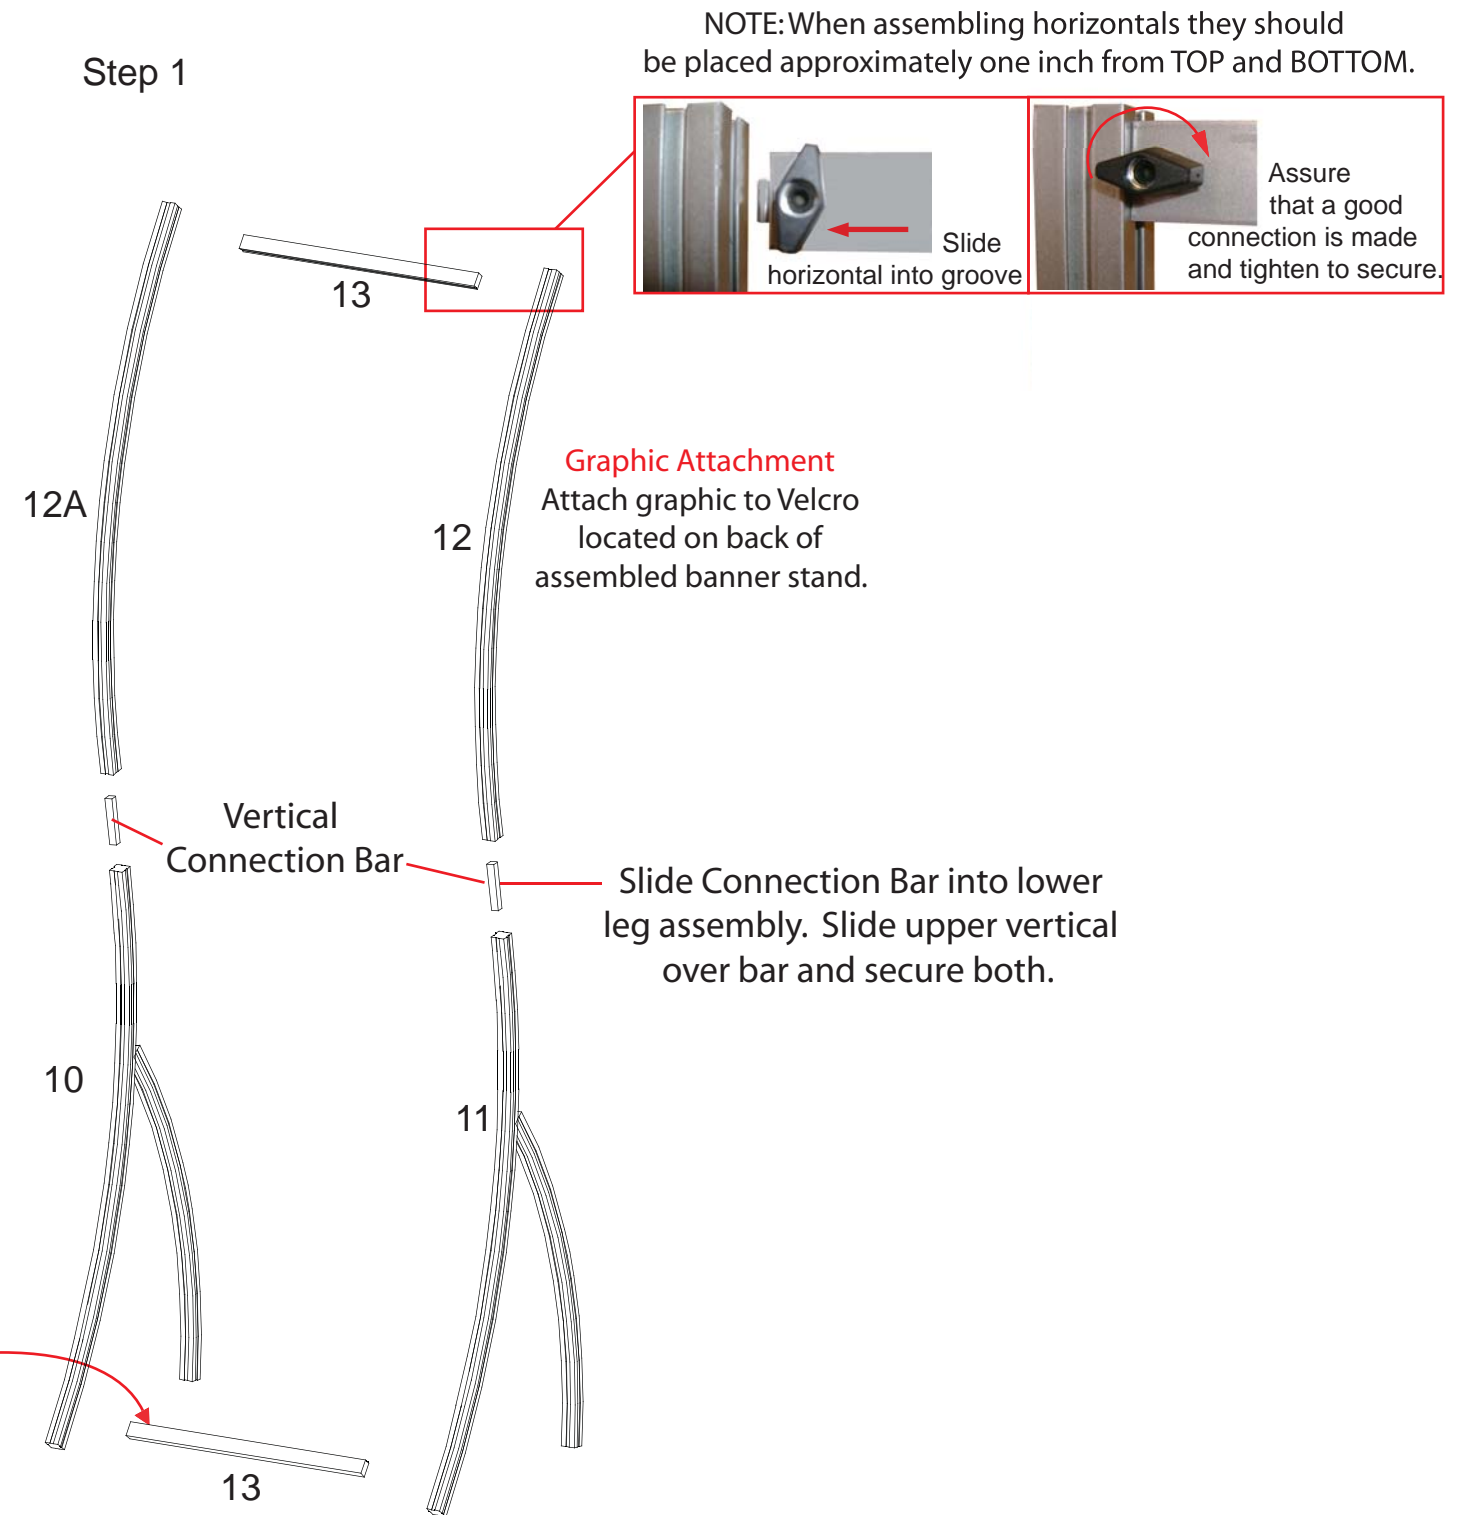 NOTE: When assembling horizontals they should
be placed approximately one inch from TOP and BOTTOM.
Step 1
Slide
horizontal into groove
Assure
that a good
connection is made
and tighten to secure.
13
12A
12
Graphic Attachment
Attach graphic to Velcro
located on back of
assembled banner stand.
Vertical
Connection Bar
Slide Connection Bar into lower
leg assembly. Slide upper vertical
over bar and secure both.
10
11
13